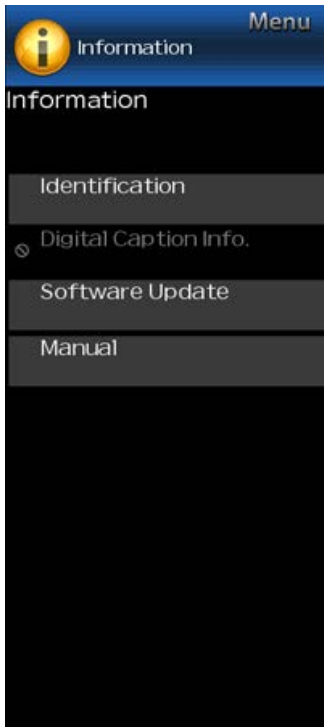 Menu
Information
Information
Identification
Digital Caption Info.
Software Update
Manual